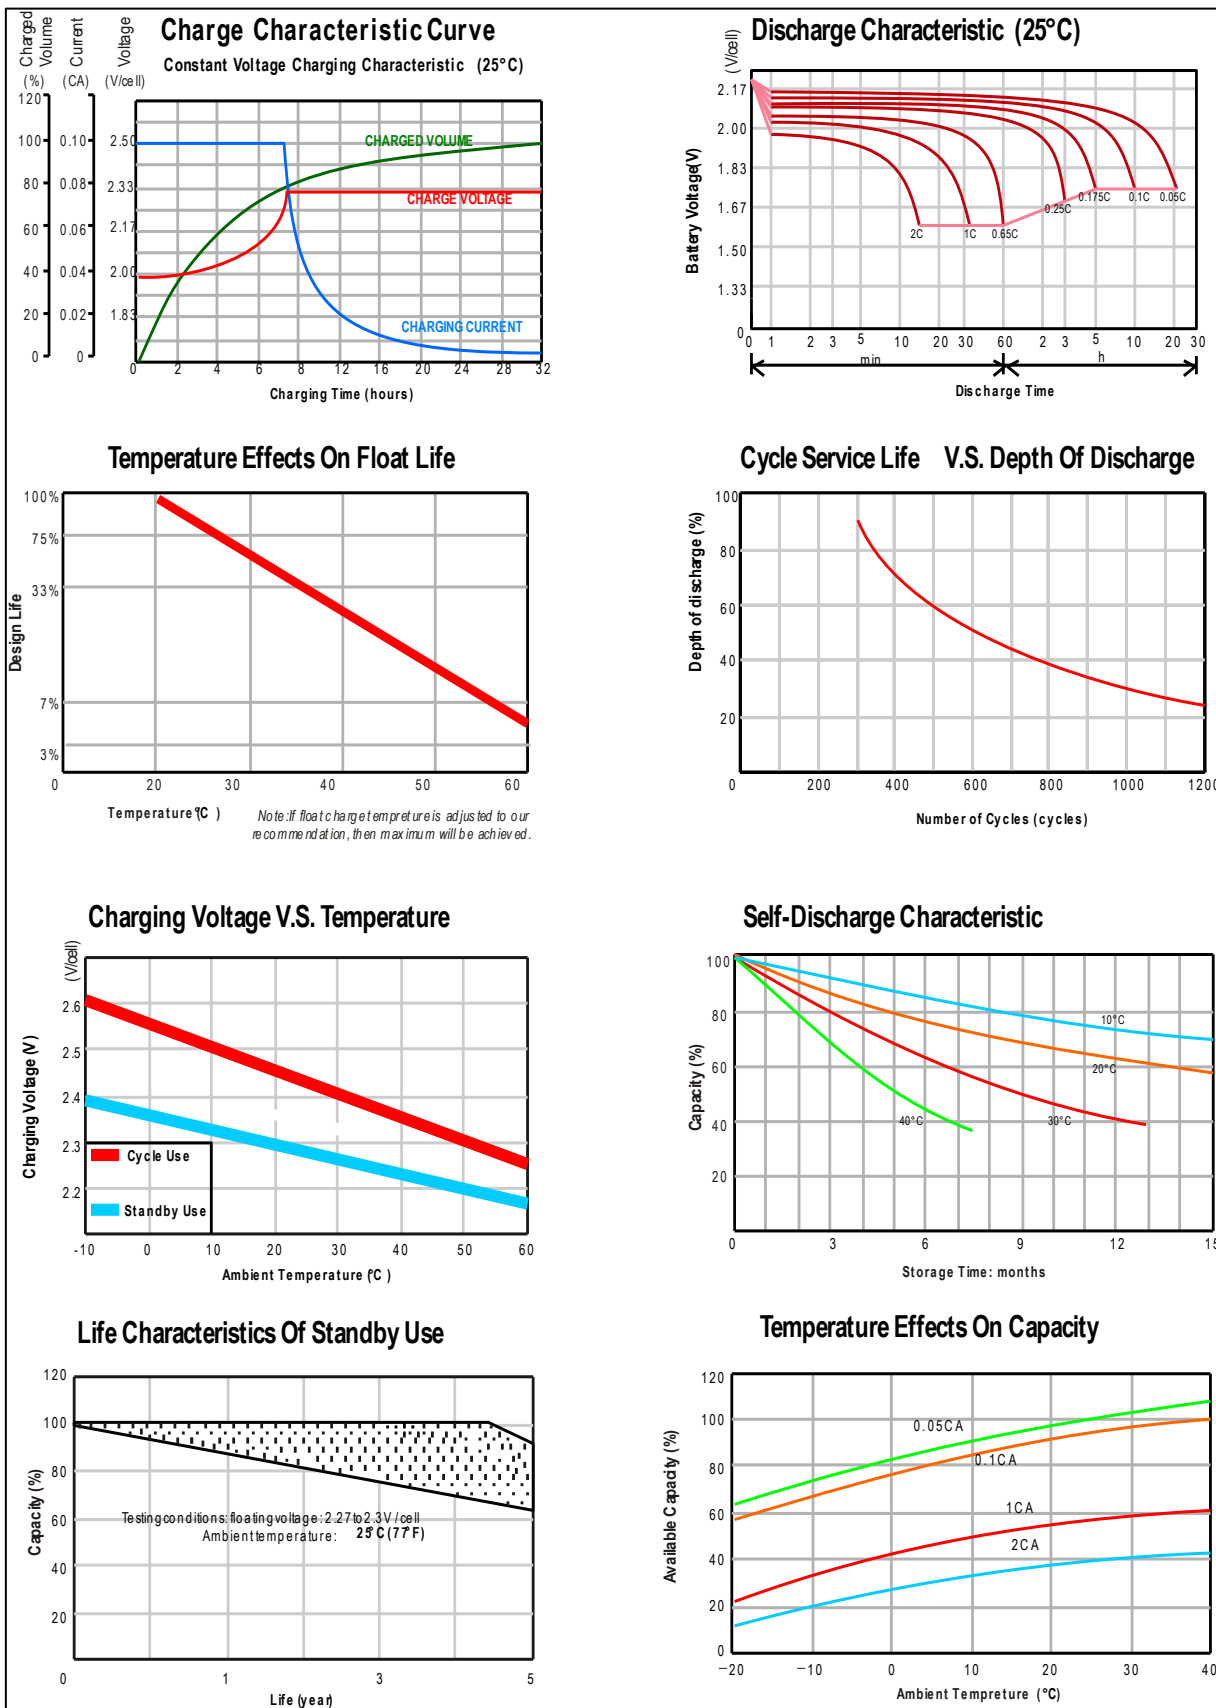 Charge Characteristic Curve
Constant Voltage Charging Characteristic (25°C)
Charged Volume
Current
Voltage
(%) (CA) (V/cell)
120
100 0.10 2.50
80 0.08 2.33
60 0.06 2.17
40 0.04 2.00
20 0.02 1.83
0 0
CHARGED VOLUME
CHARGE VOLTAGE
CHARGING CURRENT
0 2 4 6 8 12 16 20 24 28 32
Charging Time (hours)
Discharge Characteristic (25°C)
(V/cell)
Battery Voltage(V)
2.17
2.00
1.83
1.67
1.50
1.33
0
2C 1C 0.65C 0.25C 0.175C 0.1C 0.05C
0 1 2 3 5 10 20 30 60 2 3 5 10 20 30
min h
Discharge Time
Temperature Effects On Float Life
Design Life
100%
75%
33%
7%
3%
0 20 30 40 50 60
Temperature(°C )
Note:If float charge tempreture is adjusted to our
recommendation, then maximum will be achieved.
Cycle Service Life V.S. Depth Of Discharge
Depth of discharge (%)
100
80
60
40
20
0
0 200 400 600 800 1000 1200
Number of Cycles (cycles)
Charging Voltage V.S. Temperature
(V/cell)
Charging Voltage (V)
2.6
2.5
2.4
2.3
2.2
Cycle Use
Standby Use
-10 0 10 20 30 40 50 60
Ambient Temperature (°C )
Self-Discharge Characteristic
Capacity (%)
100
80
60
40
20
10°C
20°C
40°C 30°C
0 3 6 9 12 15
Storage Time: months
Life Characteristics Of Standby Use
Capacity (%)
120
100
80
60
40
20
Testing conditions: floating voltage: 2.27 to 2.3V /cell
Ambient temperature: 25°C (77°F)
0 1 3 5
Life (year)
Temperature Effects On Capacity
Available Capacity (%)
120
100
80
60
40
20
0
0.05CA
0.1CA
1CA
2CA
-20 -10 0 10 20 30 40
Ambient Tempreture (°C)